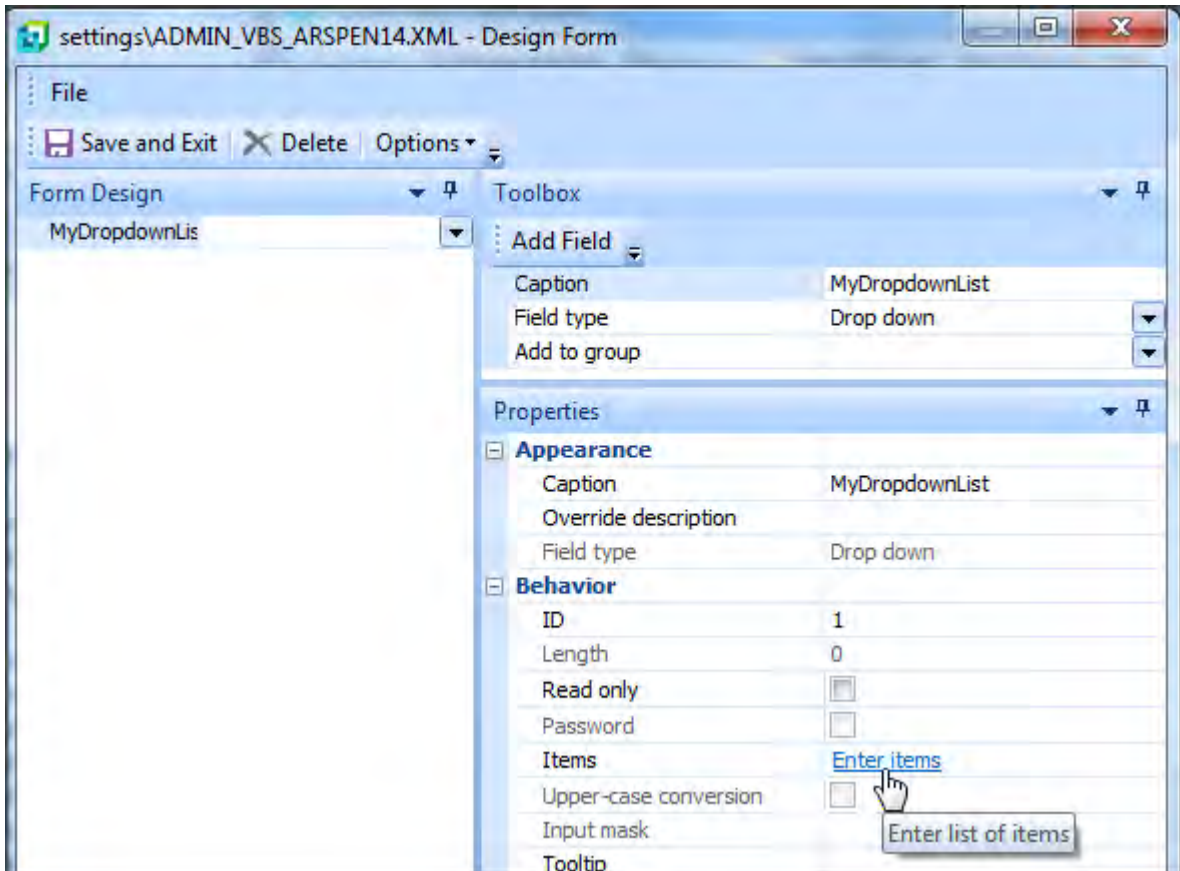 settings\ADMIN_VBS_ARSPEN14.XML - Design Form
File
Save and Exit Delete Options
Form Design
MyDropdownLis
Toolbox
Add Field
Caption MyDropdownList
Field type Drop down
Add to group
Properties
Appearance
Caption MyDropdownList
Override description
Field type Drop down
Behavior
ID 1
Length 0
Read only
Password
Items Enter items
Upper-case conversion
Input mask
Enter list of items
Tooltip